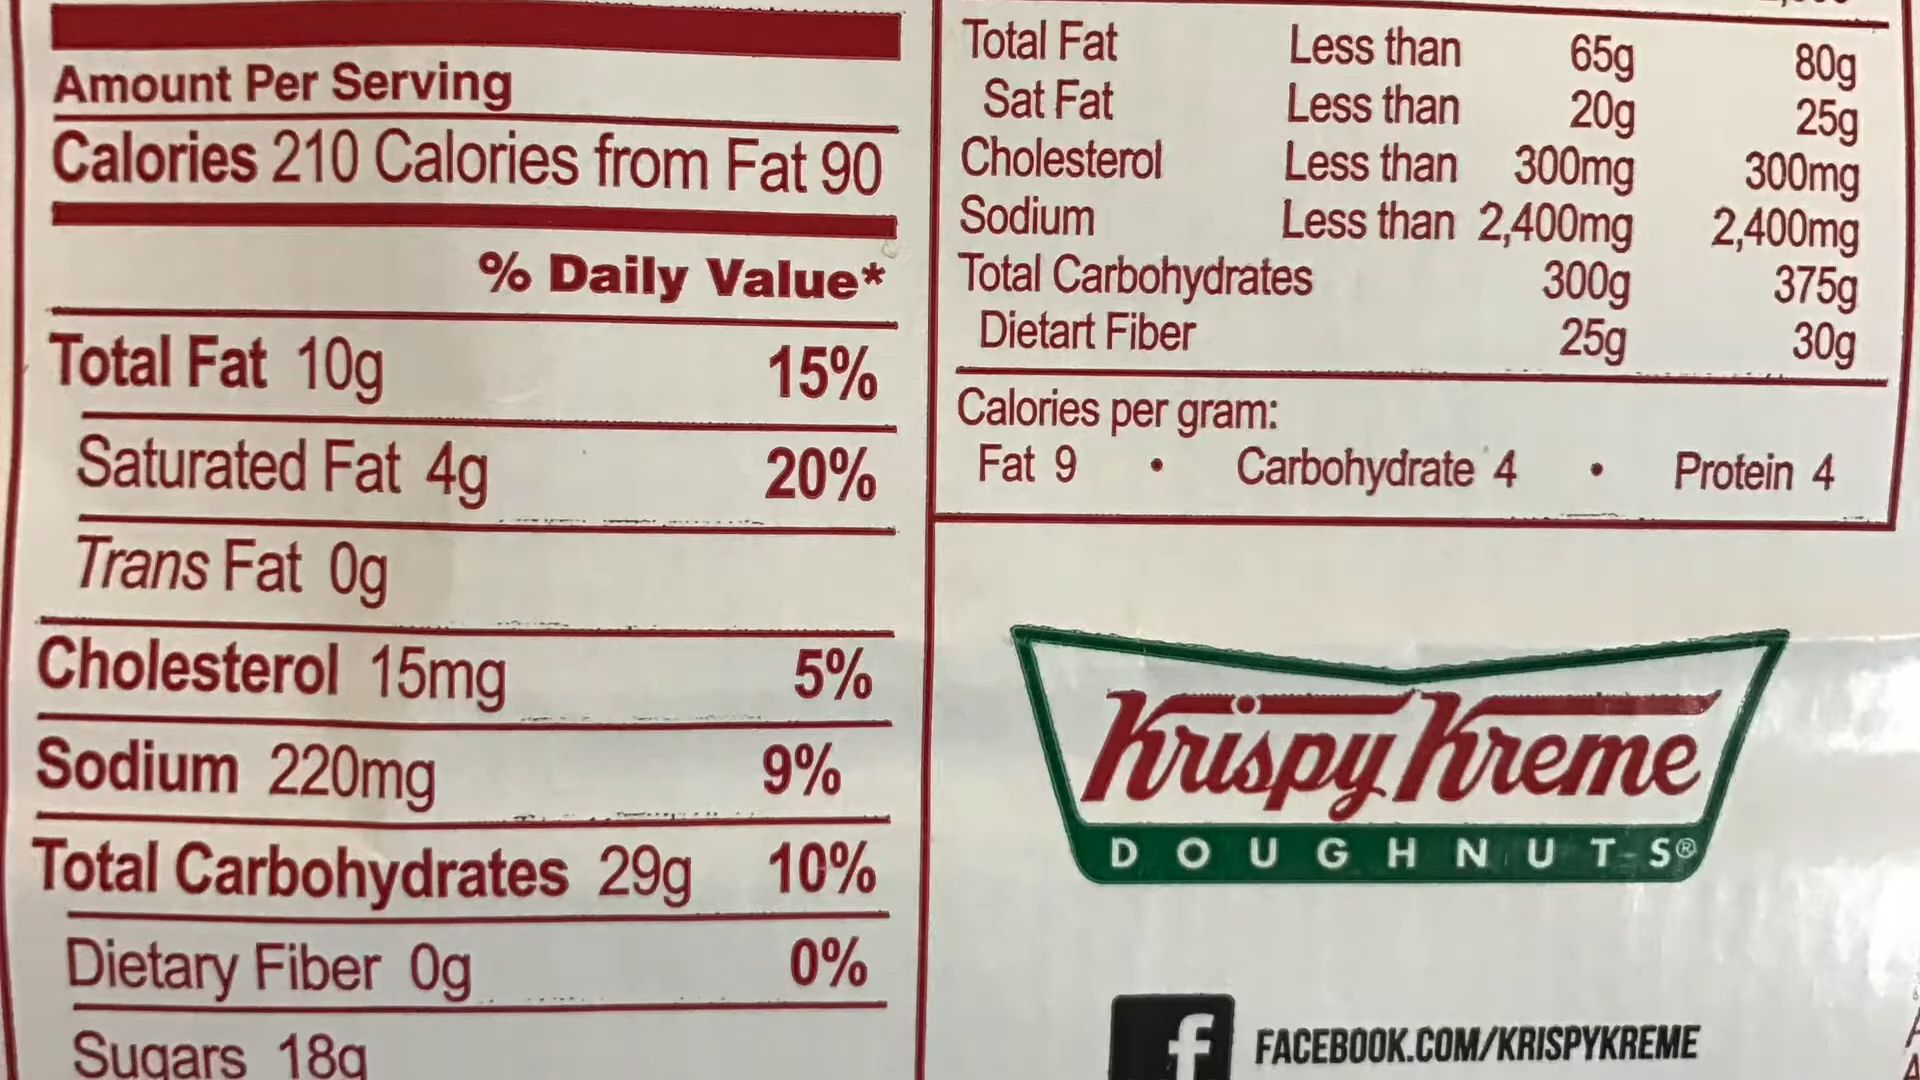 Amount Per Serving
Calories 210 Calories from Fat 90
% Daily Value*
Total Fat 10g 15%
Saturated Fat 4g 20%
Trans Fat 0g
Cholesterol 15mg 5%
Sodium 220mg 9%
Total Carbohydrates 29g 10%
Dietary Fiber 0g 0%
Sugars 18g
Total Fat Less than 65g 80g
Sat Fat Less than 20g 25g
Cholesterol Less than 300mg 300mg
Sodium Less than 2,400mg 2,400mg
Total Carbohydrates 300g 375g
Dietart Fiber 25g 30g
Calories per gram:
Fat 9 • Carbohydrate 4 • Protein 4
Krispy Kreme
DOUGHNUTS®
f FACEBOOK.COM/KRISPYKREME